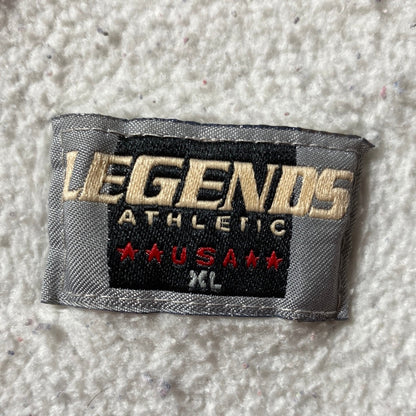 LEGENDS
ATHLETIC
★★USA★★
XL